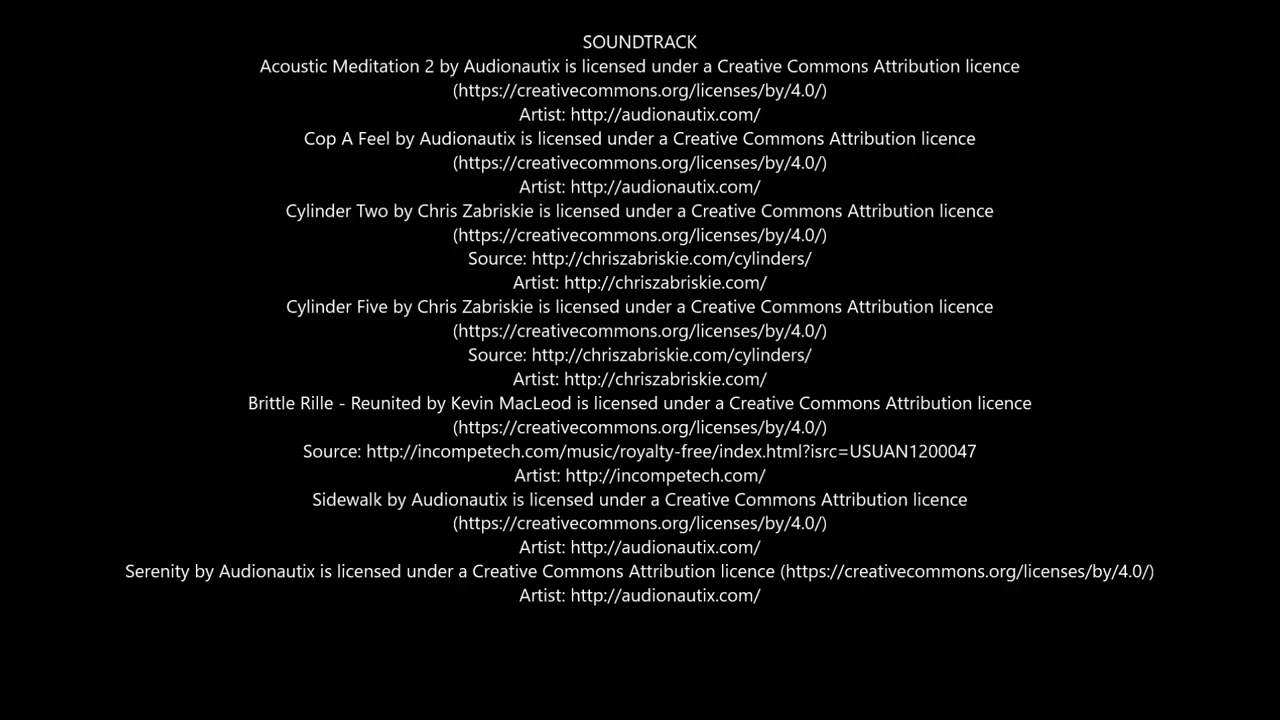 SOUNDTRACK
Acoustic Meditation 2 by Audionautix is licensed under a Creative Commons Attribution licence
(https://creativecommons.org/licenses/by/4.0/)
Artist: http://audionautix.com/
Cop A Feel by Audionautix is licensed under a Creative Commons Attribution licence
(https://creativecommons.org/licenses/by/4.0/)
Artist: http://audionautix.com/
Cylinder Two by Chris Zabriskie is licensed under a Creative Commons Attribution licence
(https://creativecommons.org/licenses/by/4.0/)
Source: http://chriszabriskie.com/cylinders/
Artist: http://chriszabriskie.com/
Cylinder Five by Chris Zabriskie is licensed under a Creative Commons Attribution licence
(https://creativecommons.org/licenses/by/4.0/)
Source: http://chriszabriskie.com/cylinders/
Artist: http://chriszabriskie.com/
Brittle Rille - Reunited by Kevin MacLeod is licensed under a Creative Commons Attribution licence
(https://creativecommons.org/licenses/by/4.0/)
Source: http://incompetech.com/music/royalty-free/index.html?isrc=USUAN1200047
Artist: http://incompetech.com/
Sidewalk by Audionautix is licensed under a Creative Commons Attribution licence
(https://creativecommons.org/licenses/by/4.0/)
Artist: http://audionautix.com/
Serenity by Audionautix is licensed under a Creative Commons Attribution licence (https://creativecommons.org/licenses/by/4.0/)
Artist: http://audionautix.com/